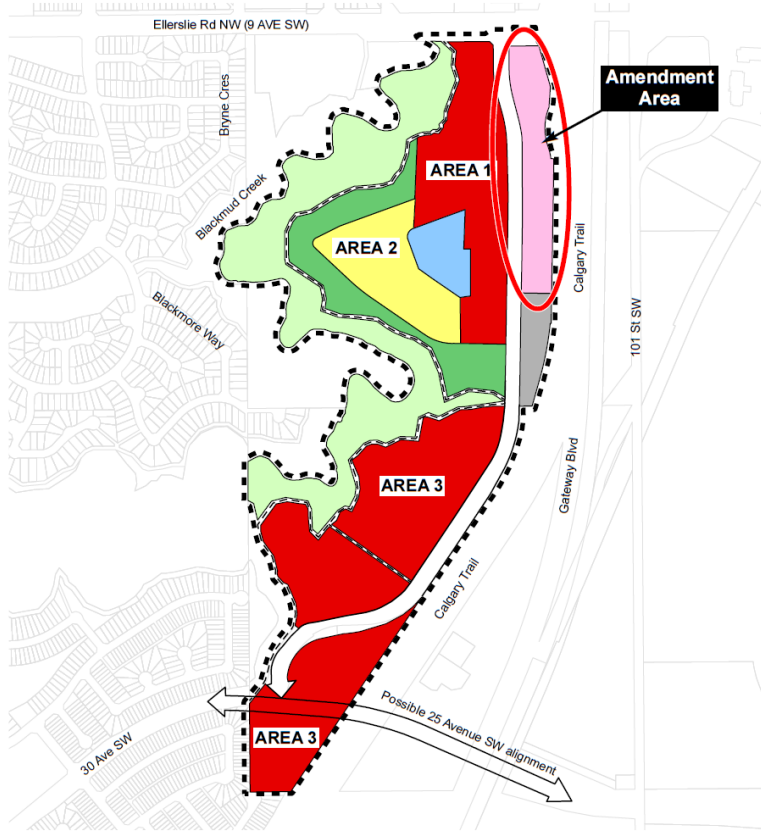 Ellerslie Rd NW (9 AVE SW)
Bryne Cres
Amendment
Area
AREA 1
Blackmud Creek
AREA 2
Calgary Trail
Blackmore Way
101 St SW
AREA 3
Gateway Blvd
Calgary Trail
Possible 25 Avenue SW alignment
AREA 3
30 Ave SW